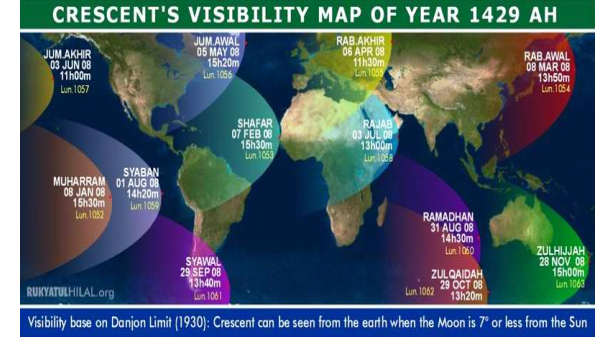 CRESCENT'S VISIBILITY MAP OF YEAR 1429 AH
JUM.AKHIR
03 JUN 08
11h00m
Lun.1057
JUM.AWAL
05 MAY 08
15h20m
Lun.1056
RAB.AKHIR
06 APR 08
11h30m
Lun.1055
RAB.AWAL
08 MAR 08
13h50m
Lun.1054
SHAFAR
07 FEB 08
15h30m
Lun.1053
RAJAB
03 JUL 08
13h00m
Lun.1058
MUHARRAM
08 JAN 08
15h30m
Lun.1052
SYABAN
01 AUG 08
14h20m
Lun.1059
RAMADHAN
31 AUG 08
14h30m
Lun.1060
SYAWAL
29 SEP 08
13h40m
Lun.1061
ZULQAIDAH
Lun.1062 29 OCT 08
13h20m
ZULHIJJAH
28 NOV 08
15h00m
Lun.1063
RUKYATULHILAL.org
Visibility base on Danjon Limit (1930): Crescent can be seen from the earth when the Moon is 7° or less from the Sun